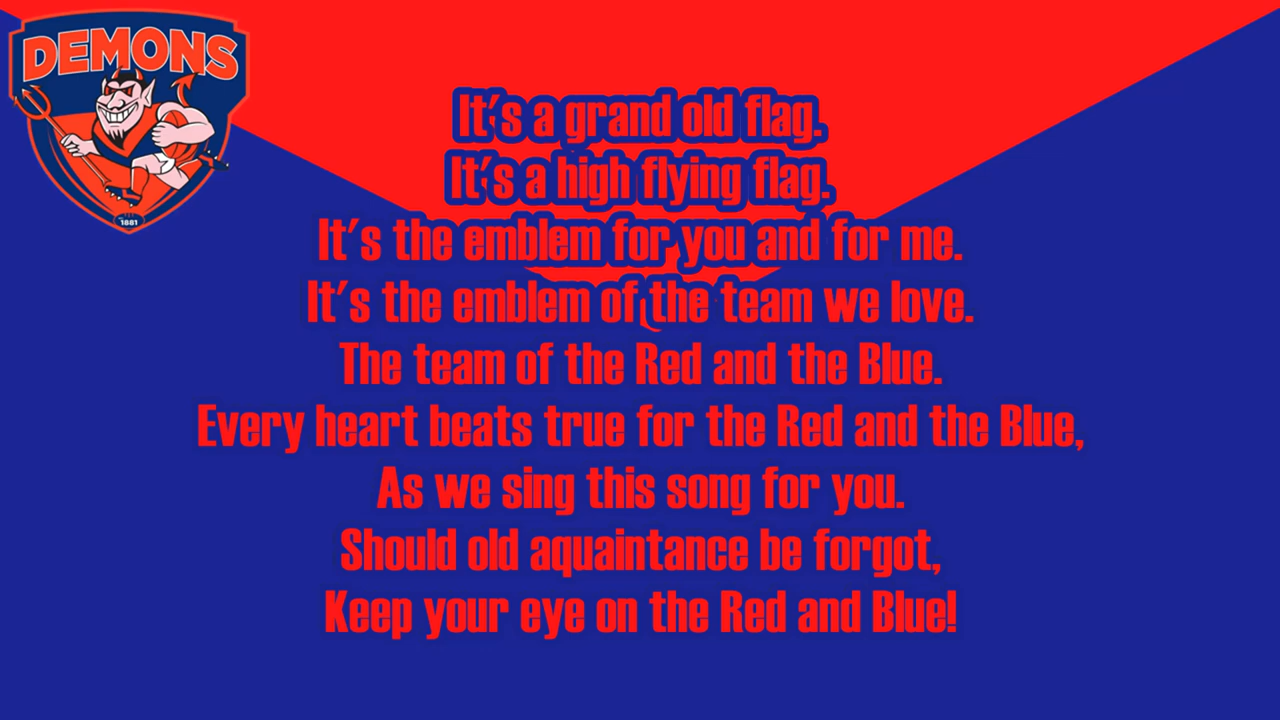 DEMONS
1881
It's a grand old flag.
It's a high flying flag.
It's the emblem for you and for me.
It's the emblem of the team we love.
The team of the Red and the Blue.
Every heart beats true for the Red and the Blue,
As we sing this song for you.
Should old aquaintance be forgot,
Keep your eye on the Red and Blue!